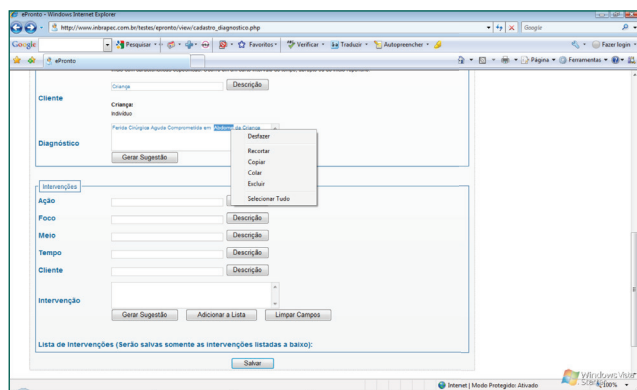 ePronto - Windows Internet Explorer
http://www.inbrapec.com.br/testes/epronto/view/cadastro_diagnostico.php
Google
Google Pesquisar Favoritos Verificar Traduzir Autopreencher Fazer login
ePronto Página Ferramentas
Criança Descrição
Cliente
Criança:
Indivíduo
Ferida Cirúrgica Aguda Comprometida em Abdome da Criança
Diagnóstico
Gerar Sugestão
Desfazer
Recortar
Copiar
Colar
Excluir
Selecionar Tudo
Intervenções
Ação
Foco Descrição
Meio Descrição
Tempo Descrição
Cliente Descrição
Intervenção
Gerar Sugestão Adicionar a Lista Limpar Campos
Lista de Intervenções (Serão salvas somente as intervenções listadas a baixo):
Salvar
Internet | Modo Protegido: Ativado
Windows Vista
100%